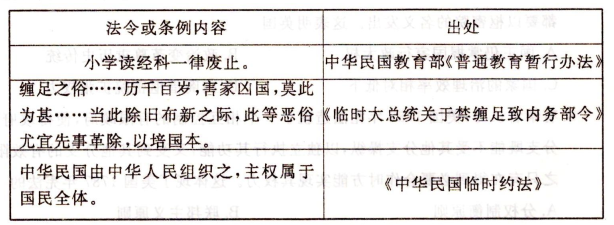 法令或条例内容 出处
小学读经科一律废止。 中华民国教育部《普通教育暂行办法》
缠足之俗……历千百岁,害家凶国,莫此
为甚……当此除旧布新之际,此等恶俗 《临时大总统关于禁缠足致内务部令》
尤宜先事革除,以培国本。
中华民国由中华人民组织之,主权属于 《中华民国临时约法》
国民全体。